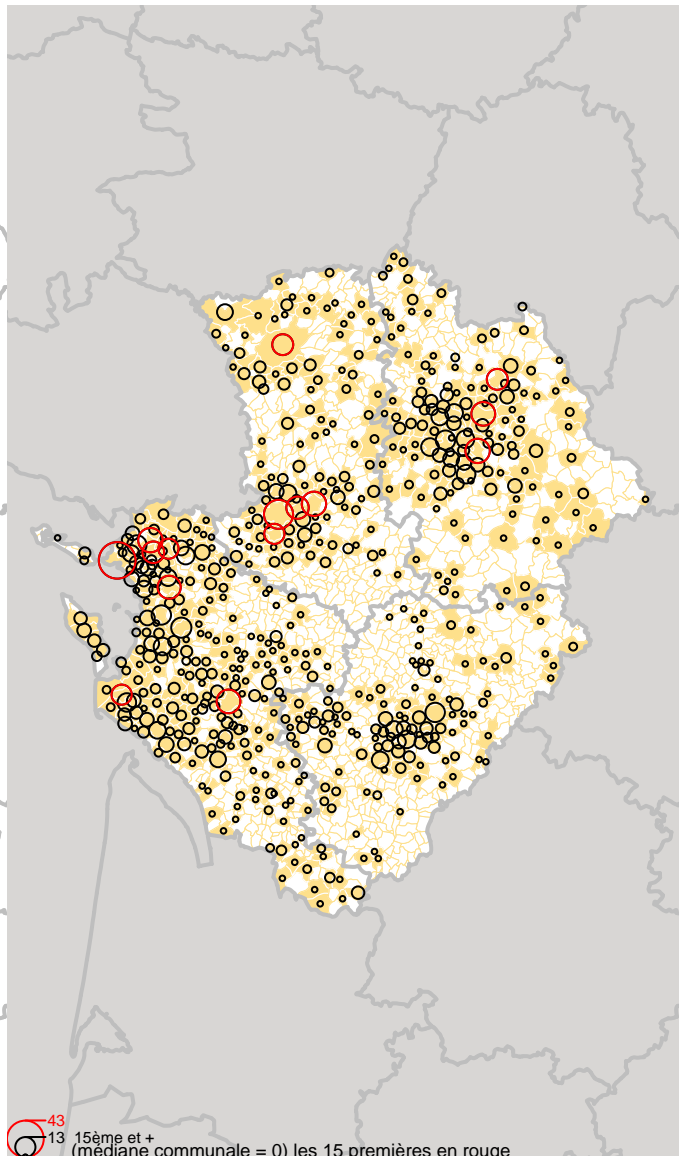 43
13 15ème et +
(médiane communale = 0) les 15 premières en rouge